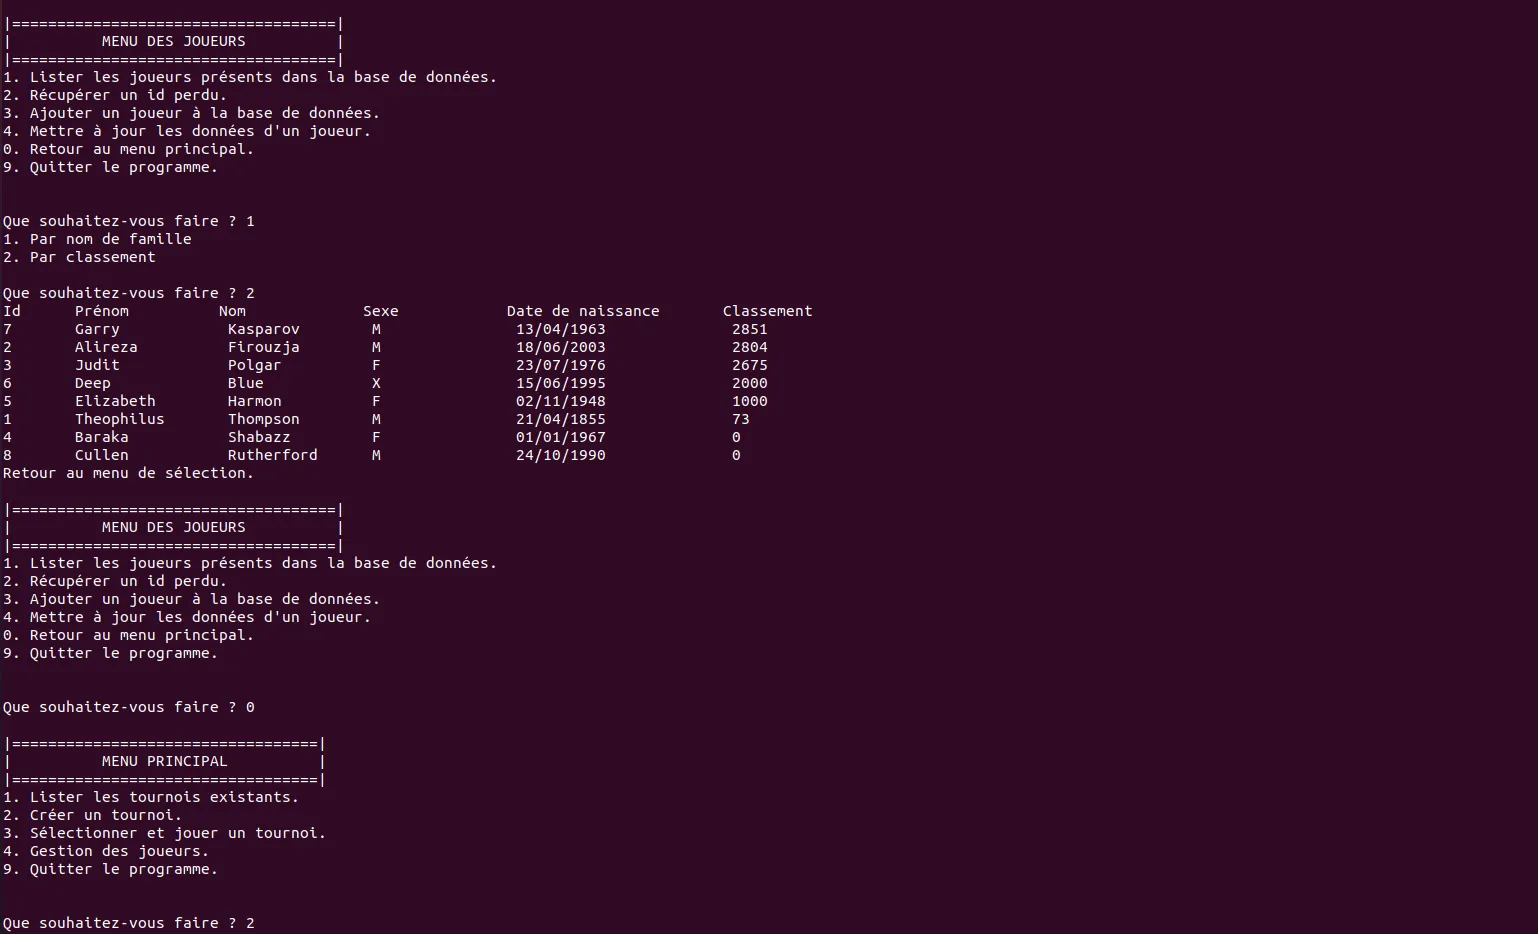 |====================================|
|          MENU DES JOUEURS          |
|====================================|
1. Lister les joueurs présents dans la base de données.
2. Récupérer un id perdu.
3. Ajouter un joueur à la base de données.
4. Mettre à jour les données d'un joueur.
0. Retour au menu principal.
9. Quitter le programme.
Que souhaitez-vous faire ? 1
1. Par nom de famille
2. Par classement
Que souhaitez-vous faire ? 2
Id      Prénom          Nom             Sexe            Date de naissance       Classement
7       Garry            Kasparov        M               13/04/1963              2851
2       Alireza          Firouzja        M               18/06/2003              2804
3       Judit            Polgar          F               23/07/1976              2675
6       Deep             Blue            X               15/06/1995              2000
5       Elizabeth        Harmon          F               02/11/1948              1000
1       Theophilus       Thompson        M               21/04/1855              73
4       Baraka           Shabazz         F               01/01/1967              0
8       Cullen           Rutherford      M               24/10/1990              0
Retour au menu de sélection.
|====================================|
|          MENU DES JOUEURS          |
|====================================|
1. Lister les joueurs présents dans la base de données.
2. Récupérer un id perdu.
3. Ajouter un joueur à la base de données.
4. Mettre à jour les données d'un joueur.
0. Retour au menu principal.
9. Quitter le programme.
Que souhaitez-vous faire ? 0
|==================================|
|          MENU PRINCIPAL          |
|==================================|
1. Lister les tournois existants.
2. Créer un tournoi.
3. Sélectionner et jouer un tournoi.
4. Gestion des joueurs.
9. Quitter le programme.
Que souhaitez-vous faire ? 2